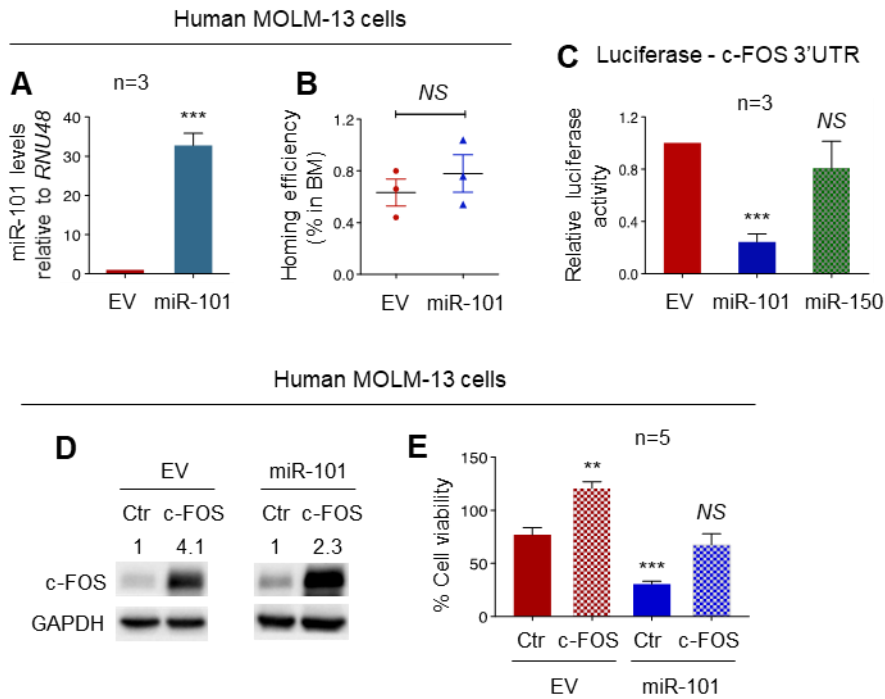 Human MOLM-13 cells
A
n=3
miR-101 levels
relative to RNU48
40
30
20
10
0
***
EV miR-101
B
NS
Homing efficiency
(% in BM)
1.2
0.8
0.4
0.0
EV miR-101
C Luciferase - c-FOS 3'UTR
n=3
Relative luciferase
activity
1.2
0.8
0.4
0.0
***
NS
EV miR-101 miR-150
Human MOLM-13 cells
D
EV miR-101
Ctr c-FOS Ctr c-FOS
1 4.1 1 2.3
c-FOS
GAPDH
E
n=5
% Cell viability
150
100
50
0
**
***
NS
Ctr c-FOS Ctr c-FOS
EV miR-101